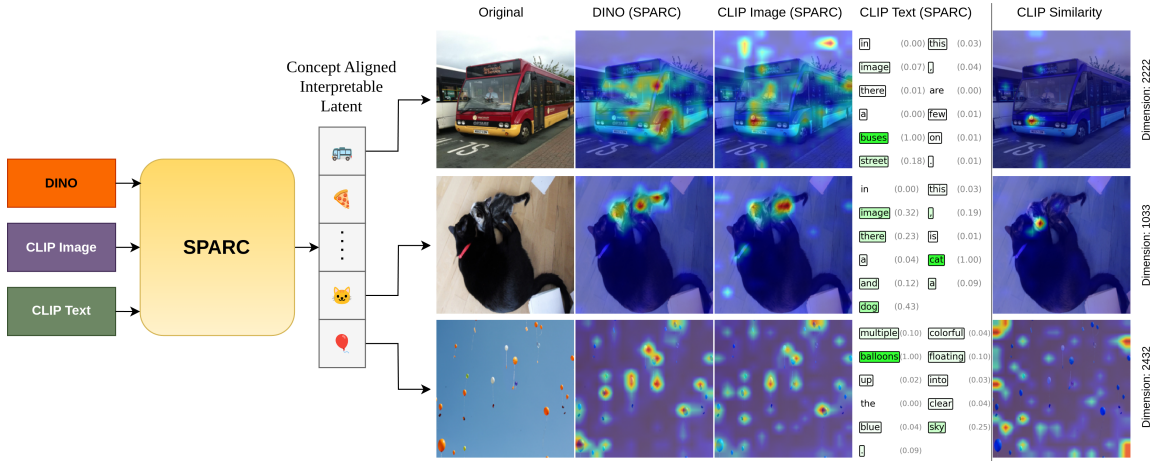 Original DINO (SPARC) CLIP Image (SPARC) CLIP Text (SPARC) CLIP Similarity
Concept Aligned
Interpretable
Latent
DINO
CLIP Image
CLIP Text
SPARC
in (0.00) this (0.03)
image (0.07) , (0.04)
there (0.01) are (0.00)
a (0.00) few (0.01)
buses (1.00) on (0.01)
street (0.18) . (0.01)
Dimension: 2222
in (0.00) this (0.03)
image (0.32) , (0.19)
there (0.23) is (0.01)
a (0.04) cat (1.00)
and (0.12) a (0.09)
dog (0.43)
Dimension: 1033
multiple (0.10) colorful (0.04)
balloons (1.00) floating (0.10)
up (0.02) into (0.03)
the (0.00) clear (0.04)
blue (0.04) sky (0.25)
. (0.09)
Dimension: 2432